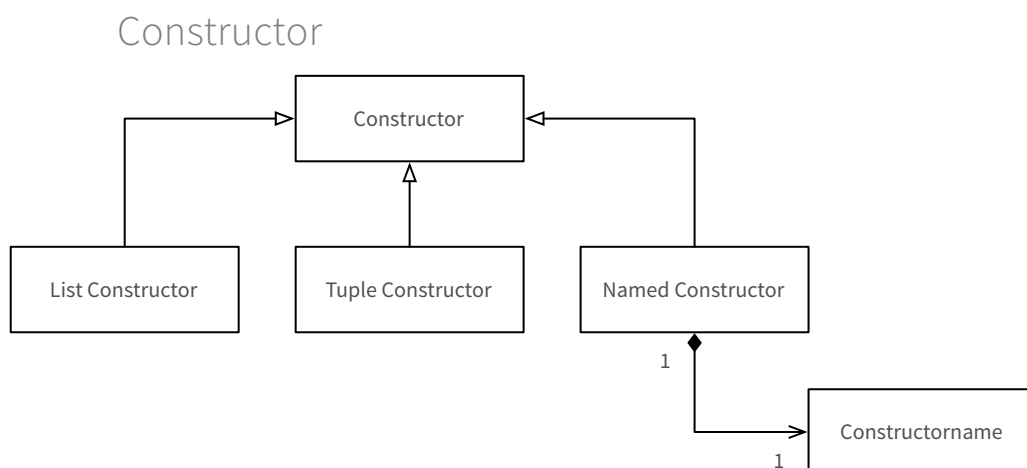 Constructor
Constructor
List Constructor
Tuple Constructor
Named Constructor
1
Constructorname
1